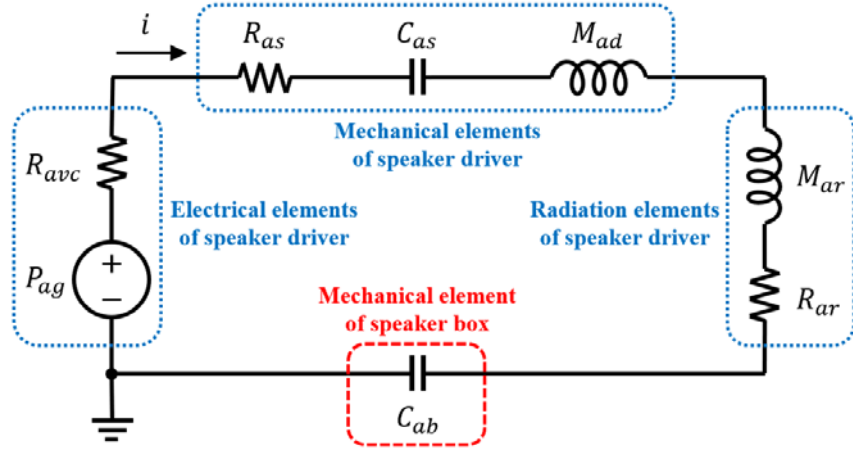 i
R_as
C_as
M_ad
Mechanical elements
of speaker driver
R_avc
Electrical elements
of speaker driver
P_ag
+
−
Radiation elements
of speaker driver
M_ar
R_ar
Mechanical element
of speaker box
C_ab